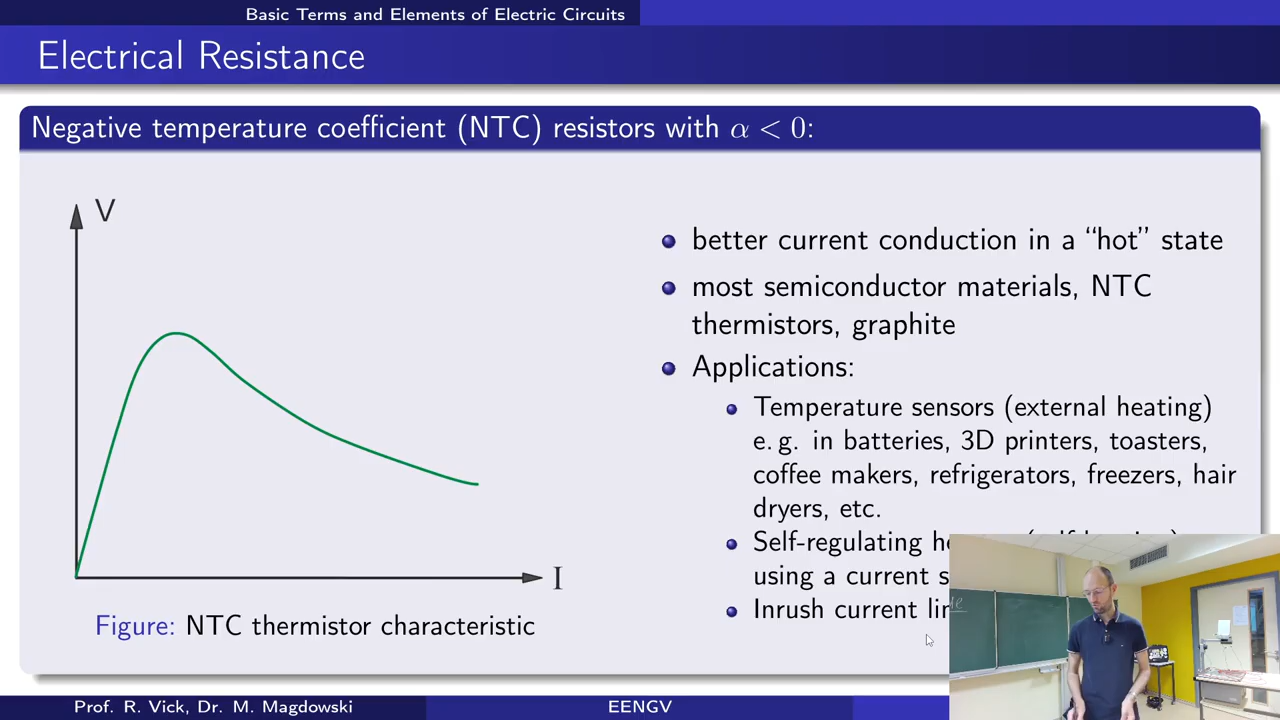 Basic Terms and Elements of Electric Circuits
Electrical Resistance
Negative temperature coefficient (NTC) resistors with α < 0:
V
I
Figure: NTC thermistor characteristic
better current conduction in a “hot” state
most semiconductor materials, NTC
thermistors, graphite
Applications:
Temperature sensors (external heating)
e. g. in batteries, 3D printers, toasters,
coffee makers, refrigerators, freezers, hair
dryers, etc.
Self-regulating
using a current
Inrush current
Prof. R. Vick, Dr. M. Magdowski
EENGV